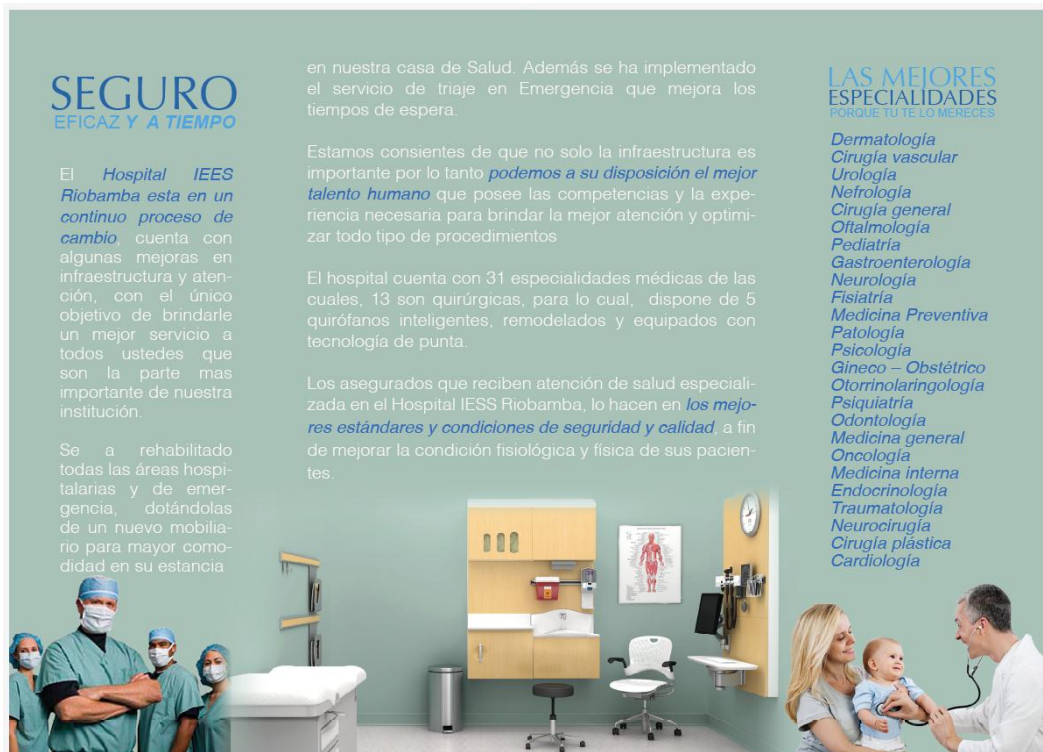 SEGURO
EFICAZ Y A TIEMPO
El Hospital IEES
Riobamba esta en un
continuo proceso de
cambio, cuenta con
algunas mejoras en
infraestructura y aten-
ción, con el único
objetivo de brindarle
un mejor servicio a
todos ustedes que
son la parte mas
importante de nuestra
institución.
Se a rehabilitado
todas las áreas hospi-
talarias y de emer-
gencia, dotándolas
de un nuevo mobilia-
rio para mayor como-
didad en su estancia
en nuestra casa de Salud. Además se ha implementado
el servicio de triaje en Emergencia que mejora los
tiempos de espera.
Estamos consientes de que no solo la infraestructura es
importante por lo tanto podemos a su disposición el mejor
talento humano que posee las competencias y la expe-
riencia necesaria para brindar la mejor atención y optimi-
zar todo tipo de procedimientos
El hospital cuenta con 31 especialidades médicas de las
cuales, 13 son quirúrgicas, para lo cual, dispone de 5
quirófanos inteligentes, remodelados y equipados con
tecnología de punta.
Los asegurados que reciben atención de salud especiali-
zada en el Hospital IESS Riobamba, lo hacen en los mejo-
res estándares y condiciones de seguridad y calidad, a fin
de mejorar la condición fisiológica y física de sus pacien-
tes.
LAS MEJORES
ESPECIALIDADES
PORQUE TU TE LO MERECES
Dermatología
Cirugía vascular
Urología
Nefrología
Cirugía general
Oftalmología
Pediatría
Gastroenterología
Neurología
Fisiatría
Medicina Preventiva
Patología
Psicología
Gineco – Obstétrico
Otorrinolaringología
Psiquiatría
Odontología
Medicina general
Oncología
Medicina interna
Endocrinología
Traumatología
Neurocirugía
Cirugía plástica
Cardiología